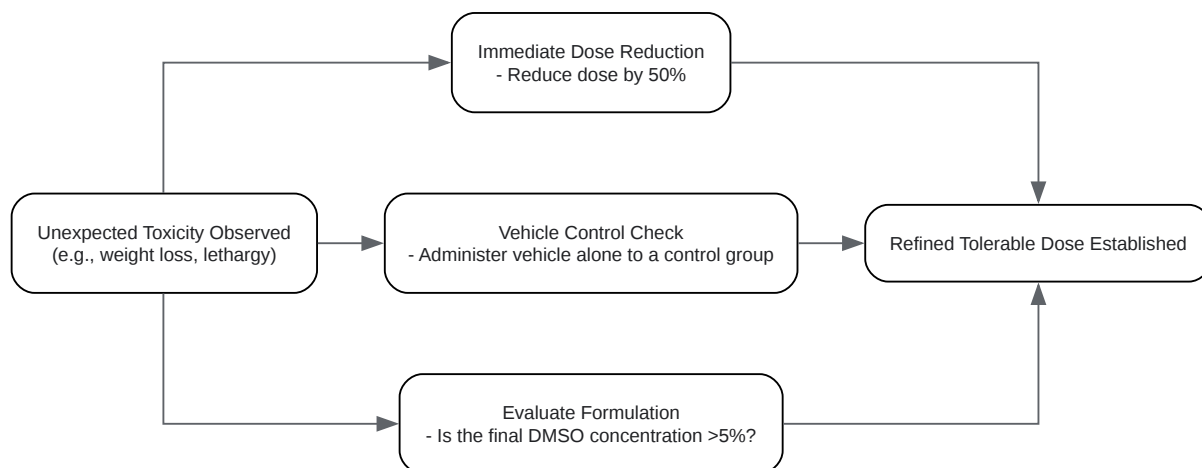 Immediate Dose Reduction
- Reduce dose by 50%
Unexpected Toxicity Observed
(e.g., weight loss, lethargy)
Vehicle Control Check
- Administer vehicle alone to a control group
Refined Tolerable Dose Established
Evaluate Formulation
- Is the final DMSO concentration >5%?